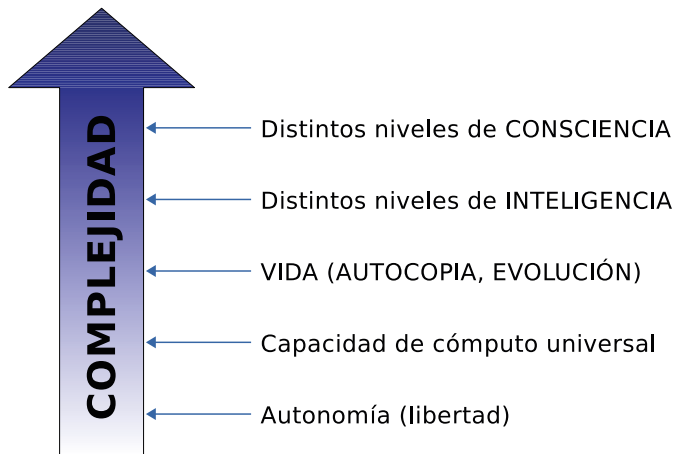 COMPLEJIDAD
Distintos niveles de CONSCIENCIA
Distintos niveles de INTELIGENCIA
VIDA (AUTOCOPIA, EVOLUCIÓN)
Capacidad de cómputo universal
Autonomía (libertad)